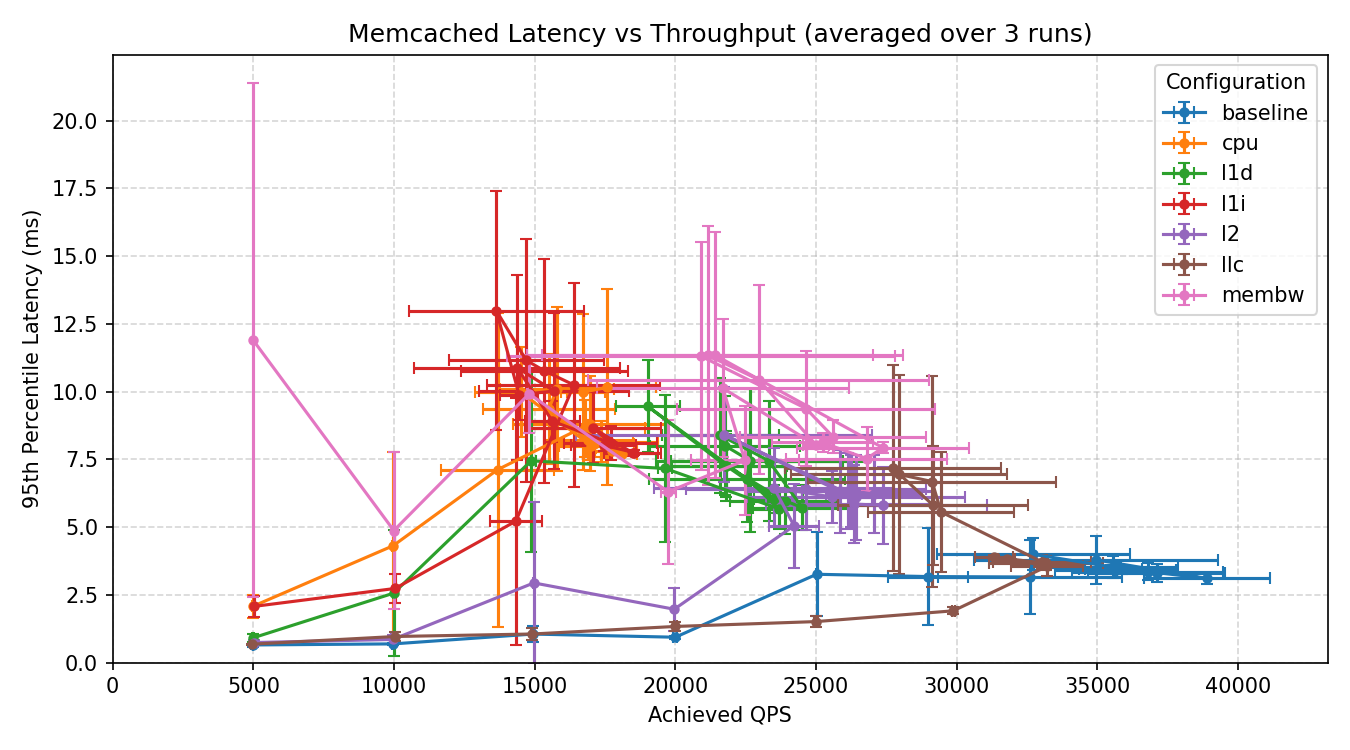 Memcached Latency vs Throughput (averaged over 3 runs)
95th Percentile Latency (ms)
20.0
17.5
15.0
12.5
10.0
7.5
5.0
2.5
0.0
0
5000
10000
15000
20000
25000
30000
35000
40000
Achieved QPS
Configuration
baseline
cpu
l1d
l1i
l2
llc
membw